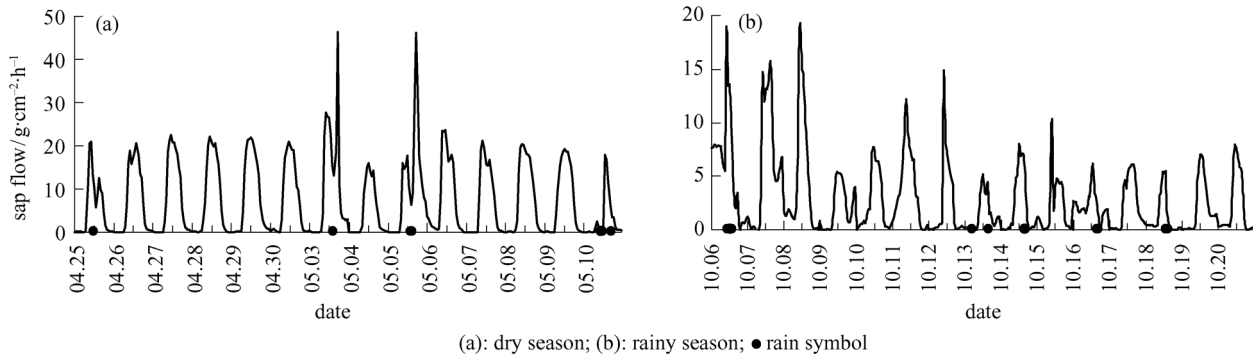 (a)
50
40
30
20
10
0
sap flow/g·cm⁻²·h⁻¹
04.25 04.26 04.27 04.28 04.29 04.30 05.03 05.04 05.05 05.06 05.07 05.08 05.09 05.10
date
(b)
20
15
10
5
0
10.06 10.07 10.08 10.09 10.10 10.11 10.12 10.13 10.14 10.15 10.16 10.17 10.18 10.19 10.20
date
(a): dry season; (b): rainy season; ● rain symbol